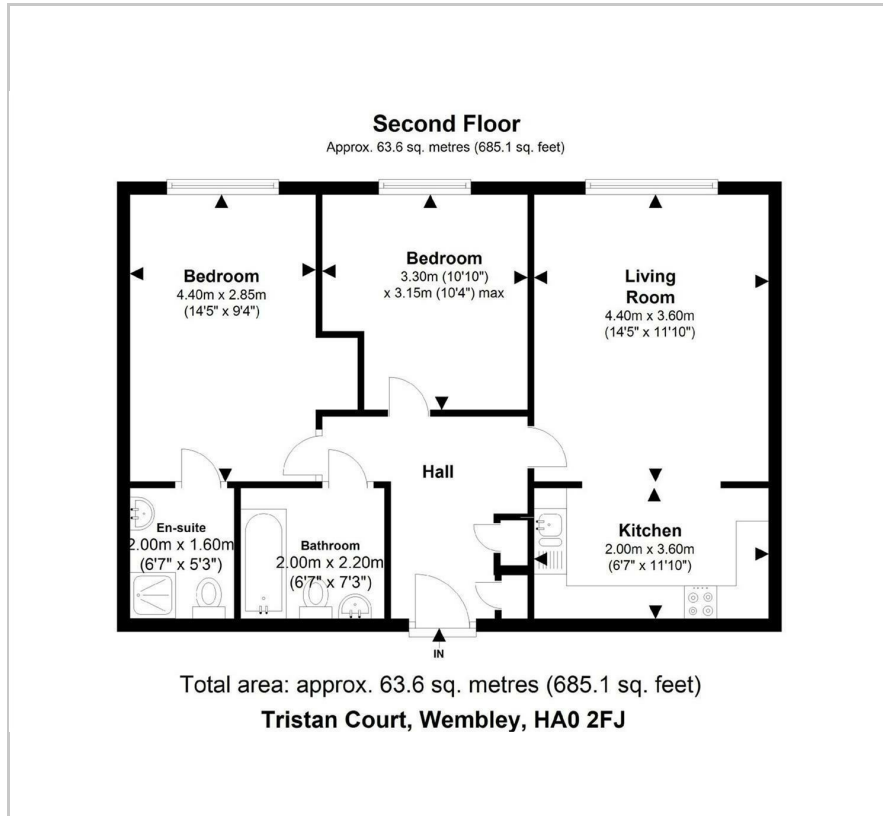 Second Floor
Approx. 63.6 sq. metres (685.1 sq. feet)
Bedroom
4.40m x 2.85m
(14'5" x 9'4")
Bedroom
3.30m (10'10")
x 3.15m (10'4") max
Living
Room
4.40m x 3.60m
(14'5" x 11'10")
Hall
En-suite
2.00m x 1.60m
(6'7" x 5'3")
Bathroom
2.00m x 2.20m
(6'7" x 7'3")
Kitchen
2.00m x 3.60m
(6'7" x 11'10")
IN
Total area: approx. 63.6 sq. metres (685.1 sq. feet)
Tristan Court, Wembley, HA0 2FJ